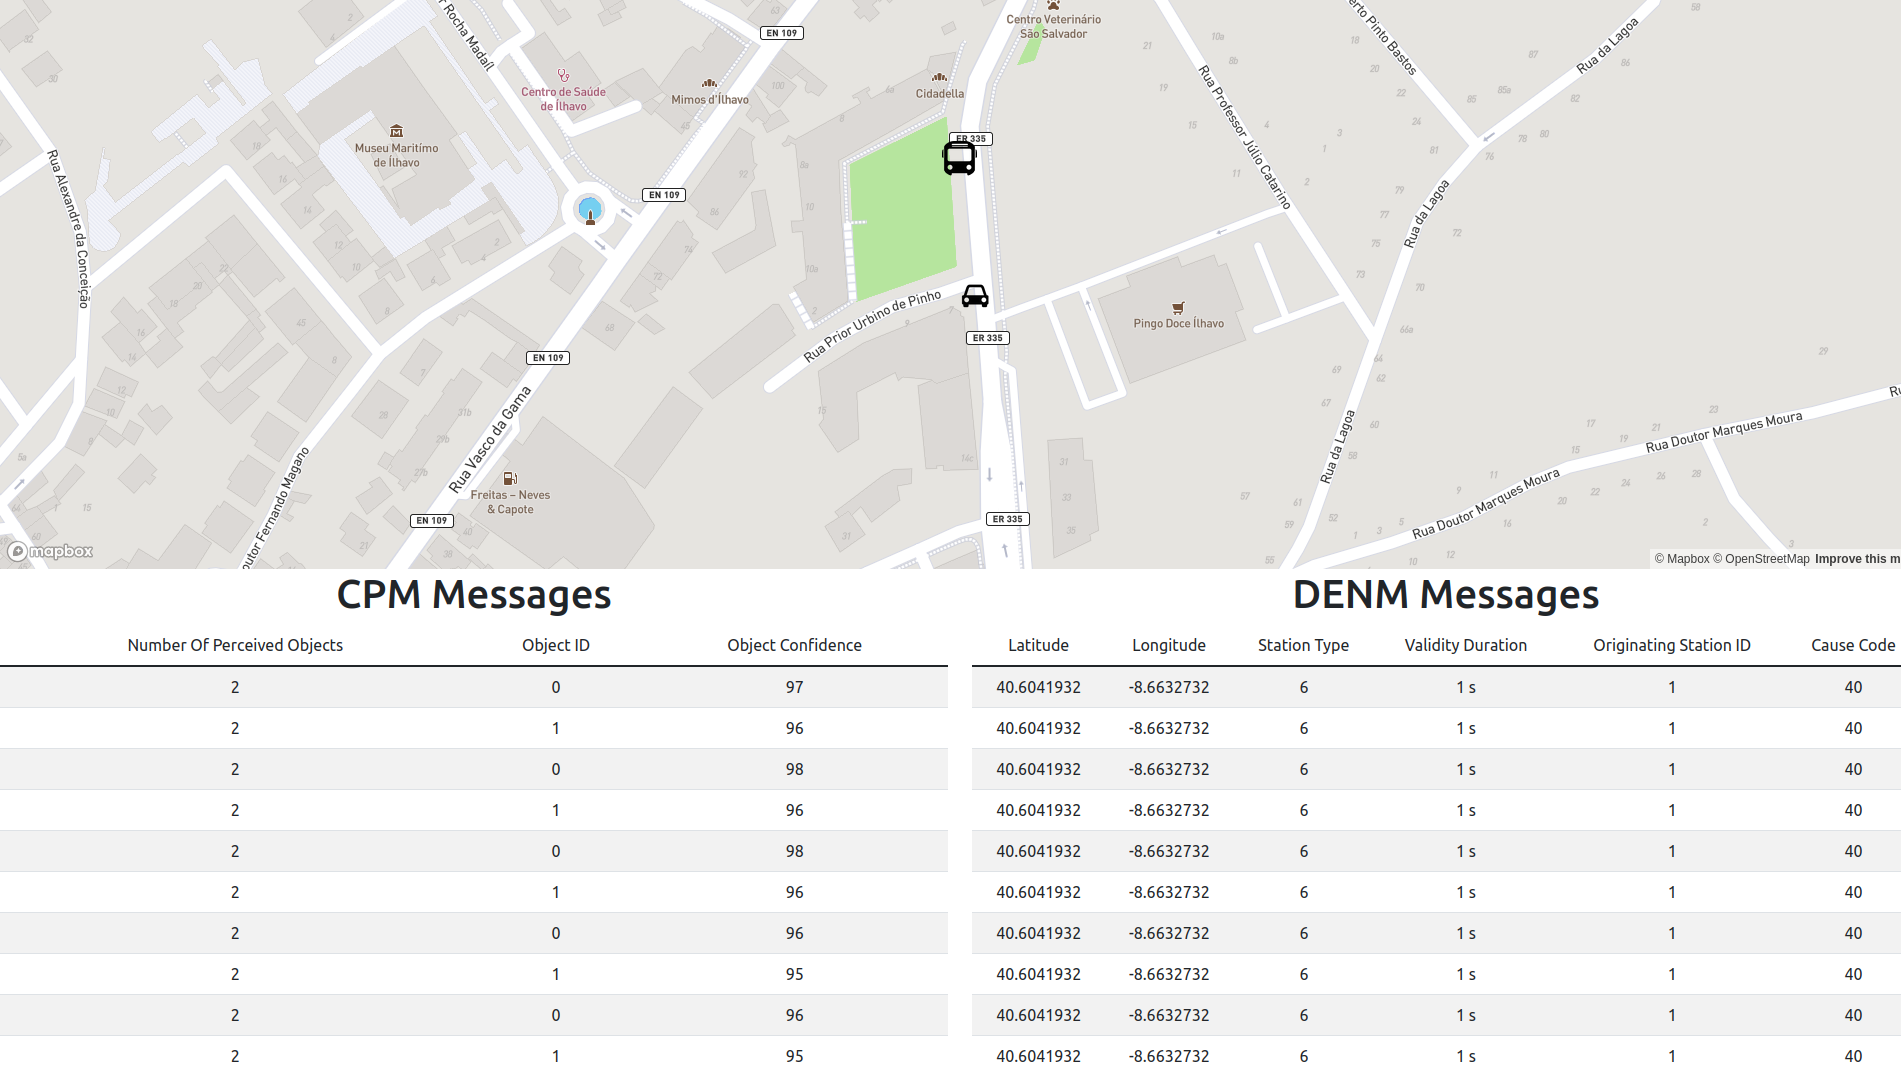 Centro Veterinário
São Salvador
EN 109
Rocha Madaíl
Pinto Bastos
Rua da Lagoa
Centro de Saúde
de Ílhavo
Mimos d'Ílhavo
Cidadella
Rua Professor Júlio Catarino
Museu Marítimo
de Ílhavo
ER 335
Rua Alexandre da Conceição
EN 109
Rua da Lagoa
Rua Prior Urbino de Pinho
Pingo Doce Ílhavo
ER 335
EN 109
Rua Vasco da Gama
Rua da Lagoa
Rua Doutor Marques Moura
Fernando Magano
Freitas – Neves
& Capote
Rua Doutor Marques Moura
EN 109
ER 335
mapbox
© Mapbox © OpenStreetMap Improve this m
CPM Messages
Number Of Perceived Objects Object ID Object Confidence
2 0 97
2 1 96
2 0 98
2 1 96
2 0 98
2 1 96
2 0 96
2 1 95
2 0 96
2 1 95
DENM Messages
Latitude Longitude Station Type Validity Duration Originating Station ID Cause Code
40.6041932 -8.6632732 6 1 s 1 40
40.6041932 -8.6632732 6 1 s 1 40
40.6041932 -8.6632732 6 1 s 1 40
40.6041932 -8.6632732 6 1 s 1 40
40.6041932 -8.6632732 6 1 s 1 40
40.6041932 -8.6632732 6 1 s 1 40
40.6041932 -8.6632732 6 1 s 1 40
40.6041932 -8.6632732 6 1 s 1 40
40.6041932 -8.6632732 6 1 s 1 40
40.6041932 -8.6632732 6 1 s 1 40